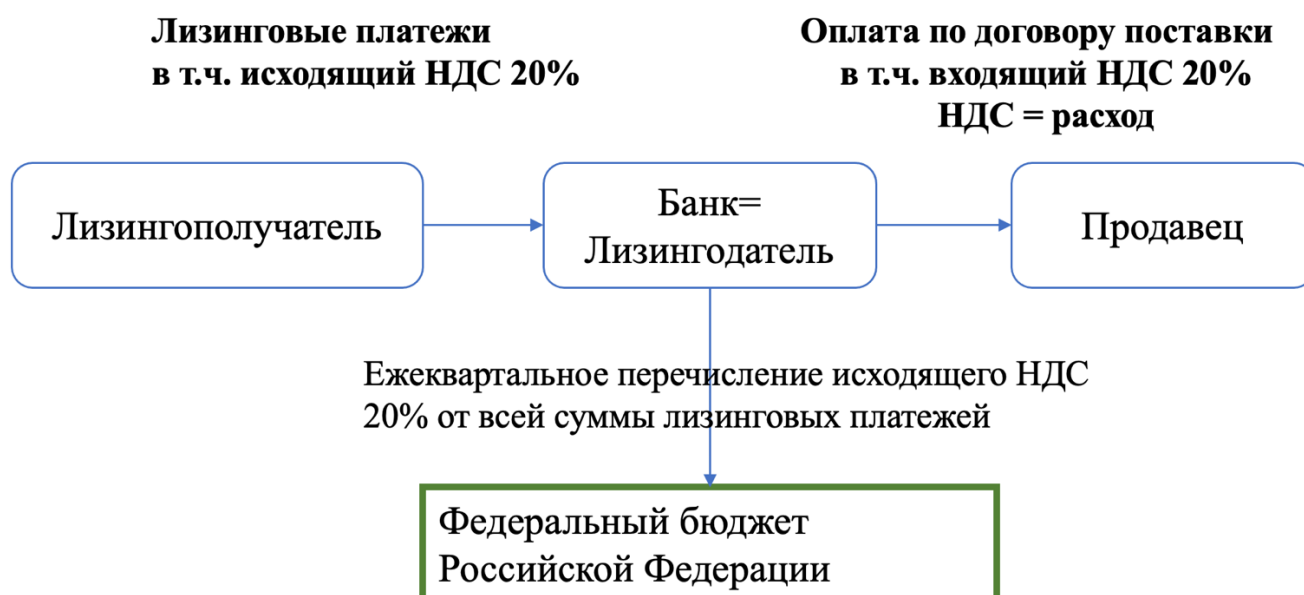 Лизинговые платежи
в т.ч. исходящий НДС 20%
Оплата по договору поставки
в т.ч. входящий НДС 20%
НДС = расход
Лизингополучатель
Банк=
Лизингодатель
Продавец
Ежеквартальное перечисление исходящего НДС
20% от всей суммы лизинговых платежей
Федеральный бюджет
Российской Федерации